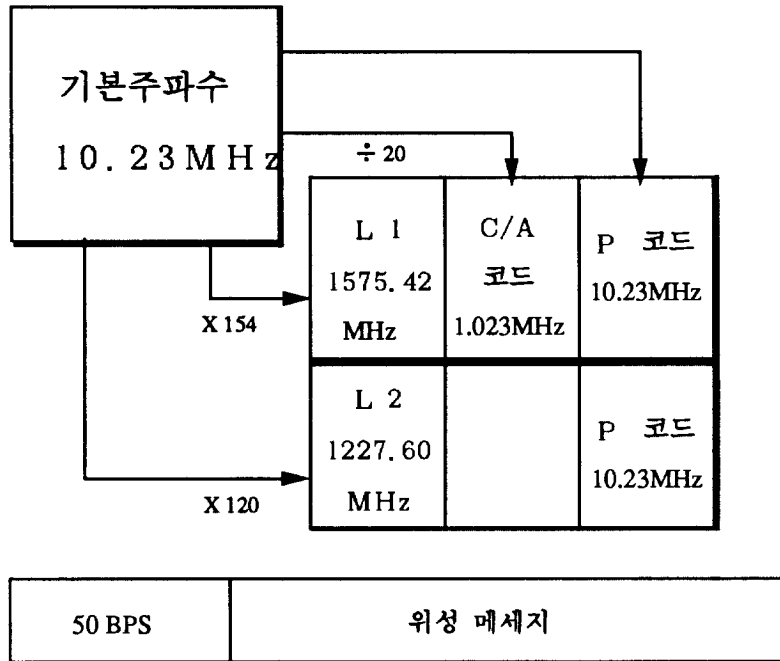 기본주파수
10.23MHz
÷ 20
L 1
1575.42
MHz
C/A
코드
1.023MHz
P 코드
10.23MHz
X 154
L 2
1227.60
MHz
P 코드
10.23MHz
X 120
50 BPS
위성 메세지